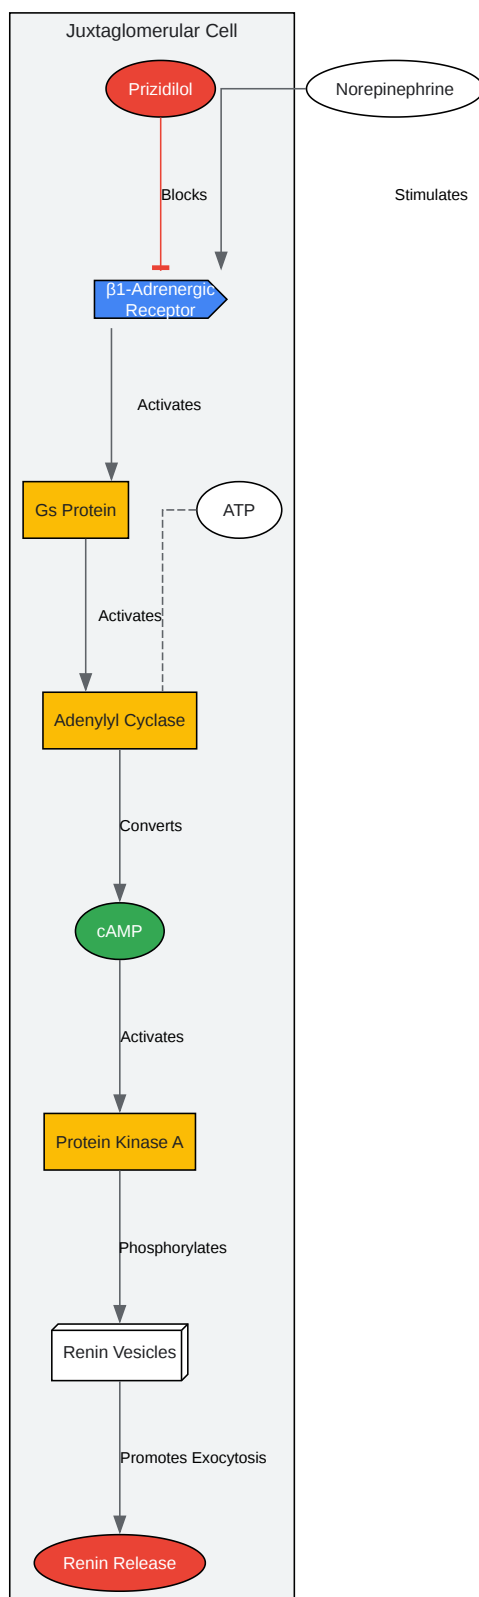 Juxtaglomerular Cell
Prizidilol
Norepinephrine
Blocks
Stimulates
β1-Adrenergic
Receptor
Activates
Gs Protein
ATP
Activates
Adenylyl Cyclase
Converts
cAMP
Activates
Protein Kinase A
Phosphorylates
Renin Vesicles
Promotes Exocytosis
Renin Release